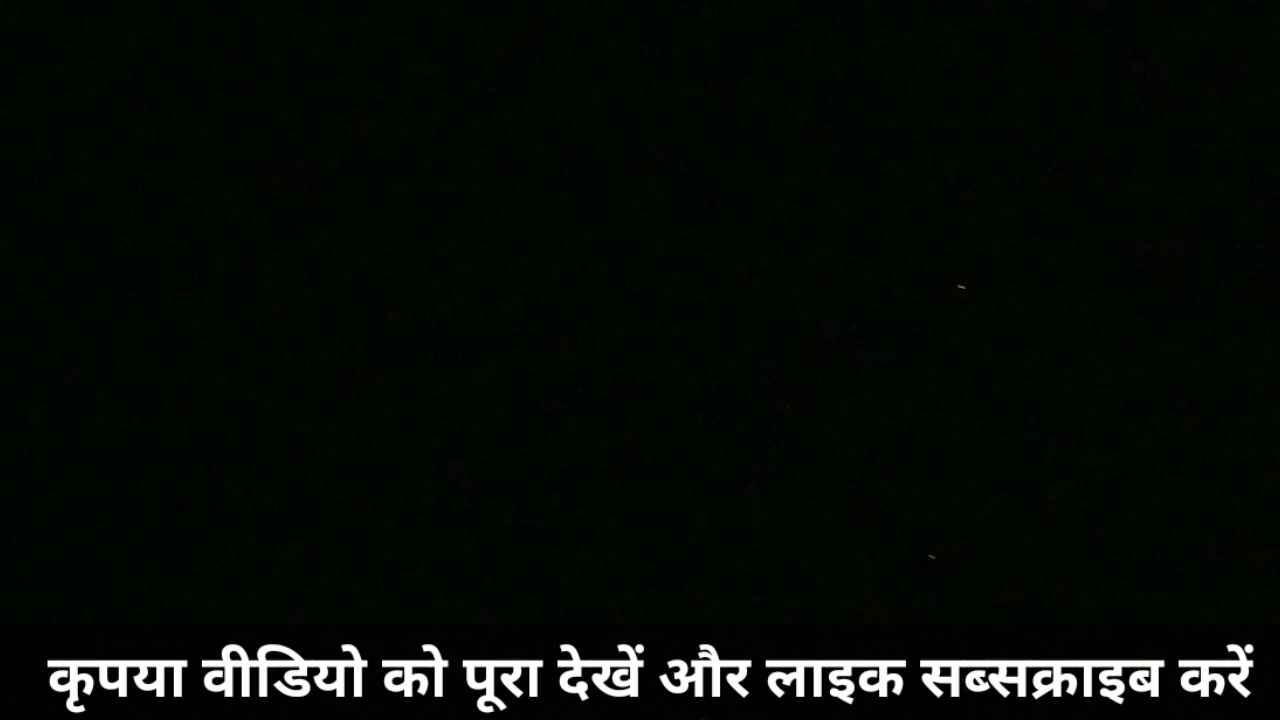 कृपया वीडियो को पूरा देखें और लाइक सब्सक्राइब करें